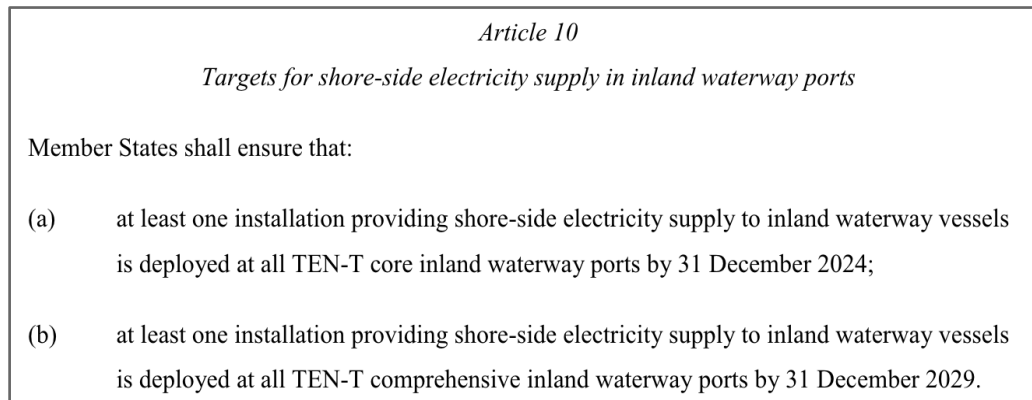 Article 10
Targets for shore-side electricity supply in inland waterway ports
Member States shall ensure that:
(a) at least one installation providing shore-side electricity supply to inland waterway vessels
is deployed at all TEN-T core inland waterway ports by 31 December 2024;
(b) at least one installation providing shore-side electricity supply to inland waterway vessels
is deployed at all TEN-T comprehensive inland waterway ports by 31 December 2029.